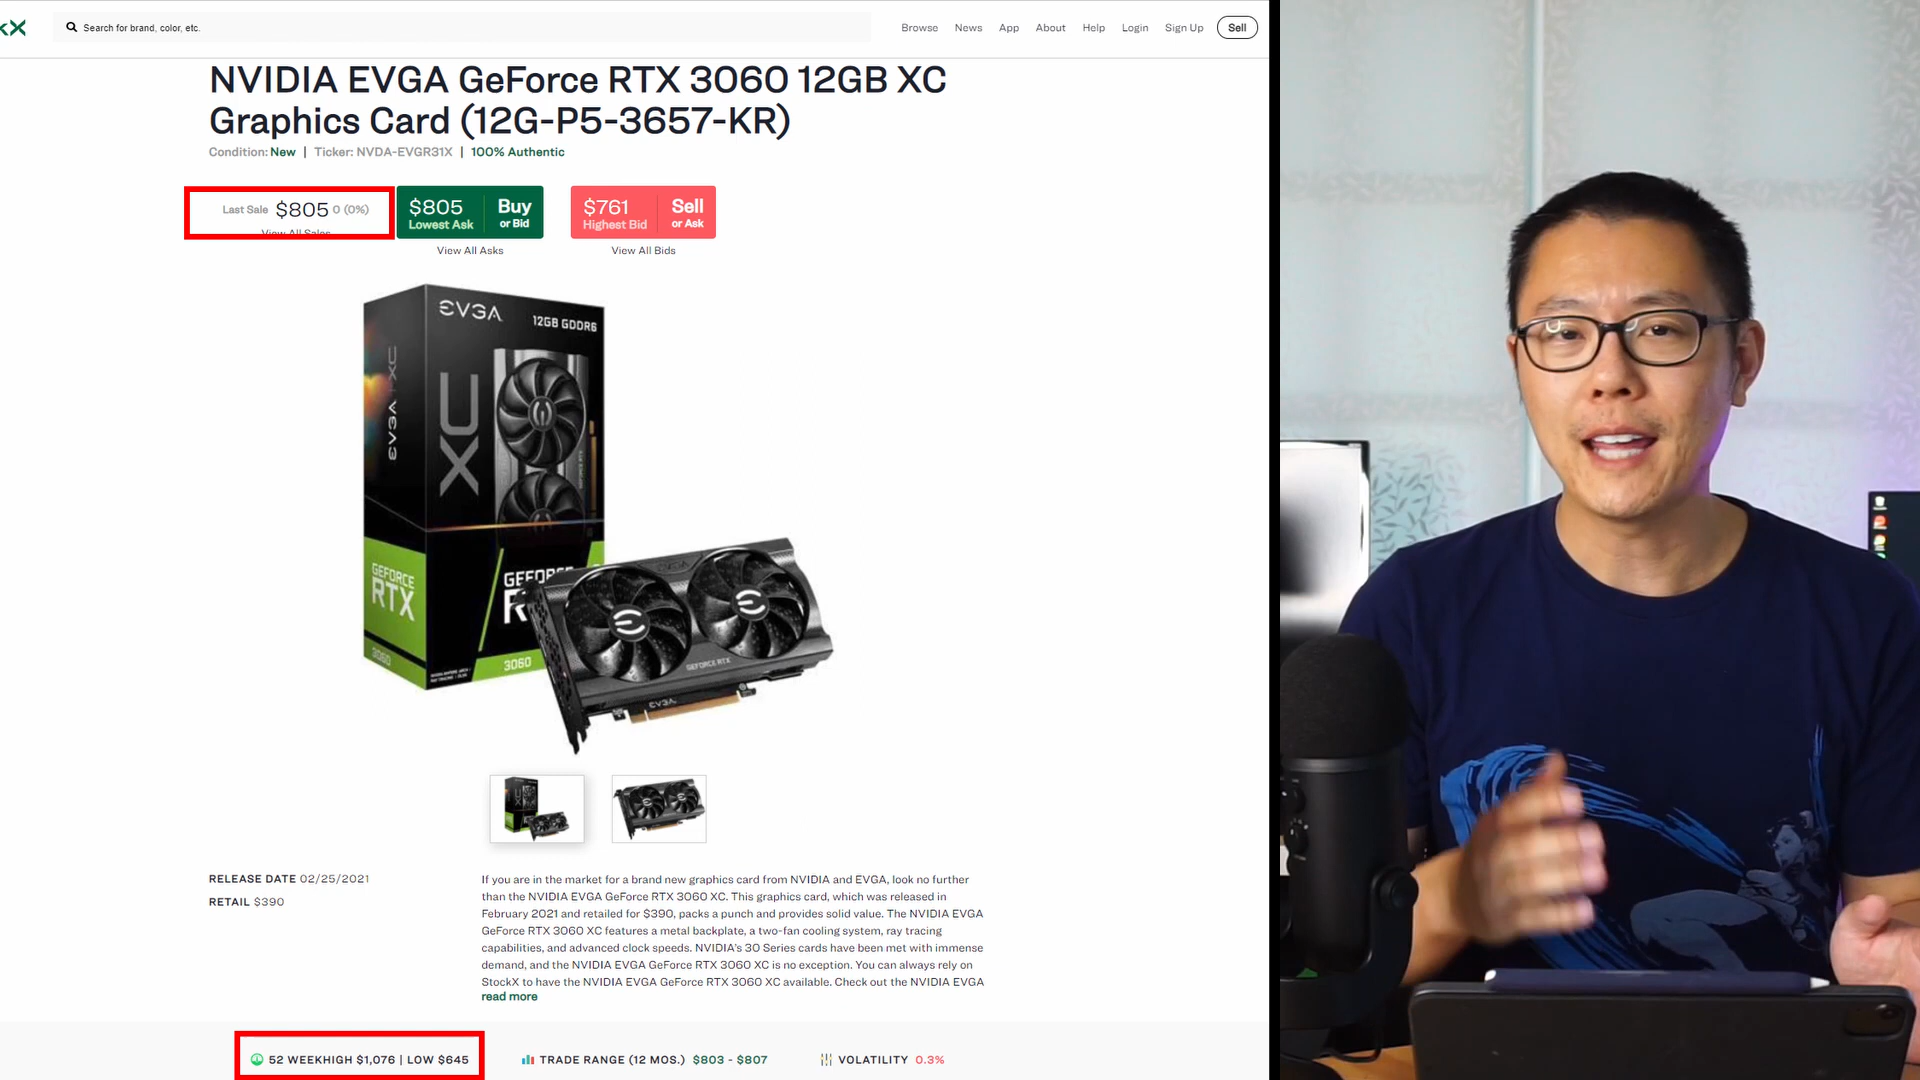 Search for brand, color, etc.
Browse News App About Help Login Sign Up Sell
NVIDIA EVGA GeForce RTX 3060 12GB XC
Graphics Card (12G-P5-3657-KR)
Condition: New | Ticker: NVDA-EVGR31X | 100% Authentic
Last Sale $805 0 (0%)
View All Sales
$805 Buy
Lowest Ask or Bid
View All Asks
$761 Sell
Highest Bid or Ask
View All Bids
EVGA
12GB GDDR6
EVGA XC
XC
GEFORCE
RTX
3060
GEFORCE
3060
GEFORCE RTX
EVGA
RELEASE DATE 02/25/2021
RETAIL $390
If you are in the market for a brand new graphics card from NVIDIA and EVGA, look no further
than the NVIDIA EVGA GeForce RTX 3060 XC. This graphics card, which was released in
February 2021 and retailed for $390, packs a punch and provides solid value. The NVIDIA EVGA
GeForce RTX 3060 XC features a metal backplate, a two-fan cooling system, ray tracing
capabilities, and advanced clock speeds. NVIDIA's 30 Series cards have been met with immense
demand, and the NVIDIA EVGA GeForce RTX 3060 XC is no exception. You can always rely on
StockX to have the NVIDIA EVGA GeForce RTX 3060 XC available. Check out the NVIDIA EVGA
read more
52 WEEKHIGH $1,076 | LOW $645
TRADE RANGE (12 MOS.) $803 - $807
VOLATILITY 0.3%